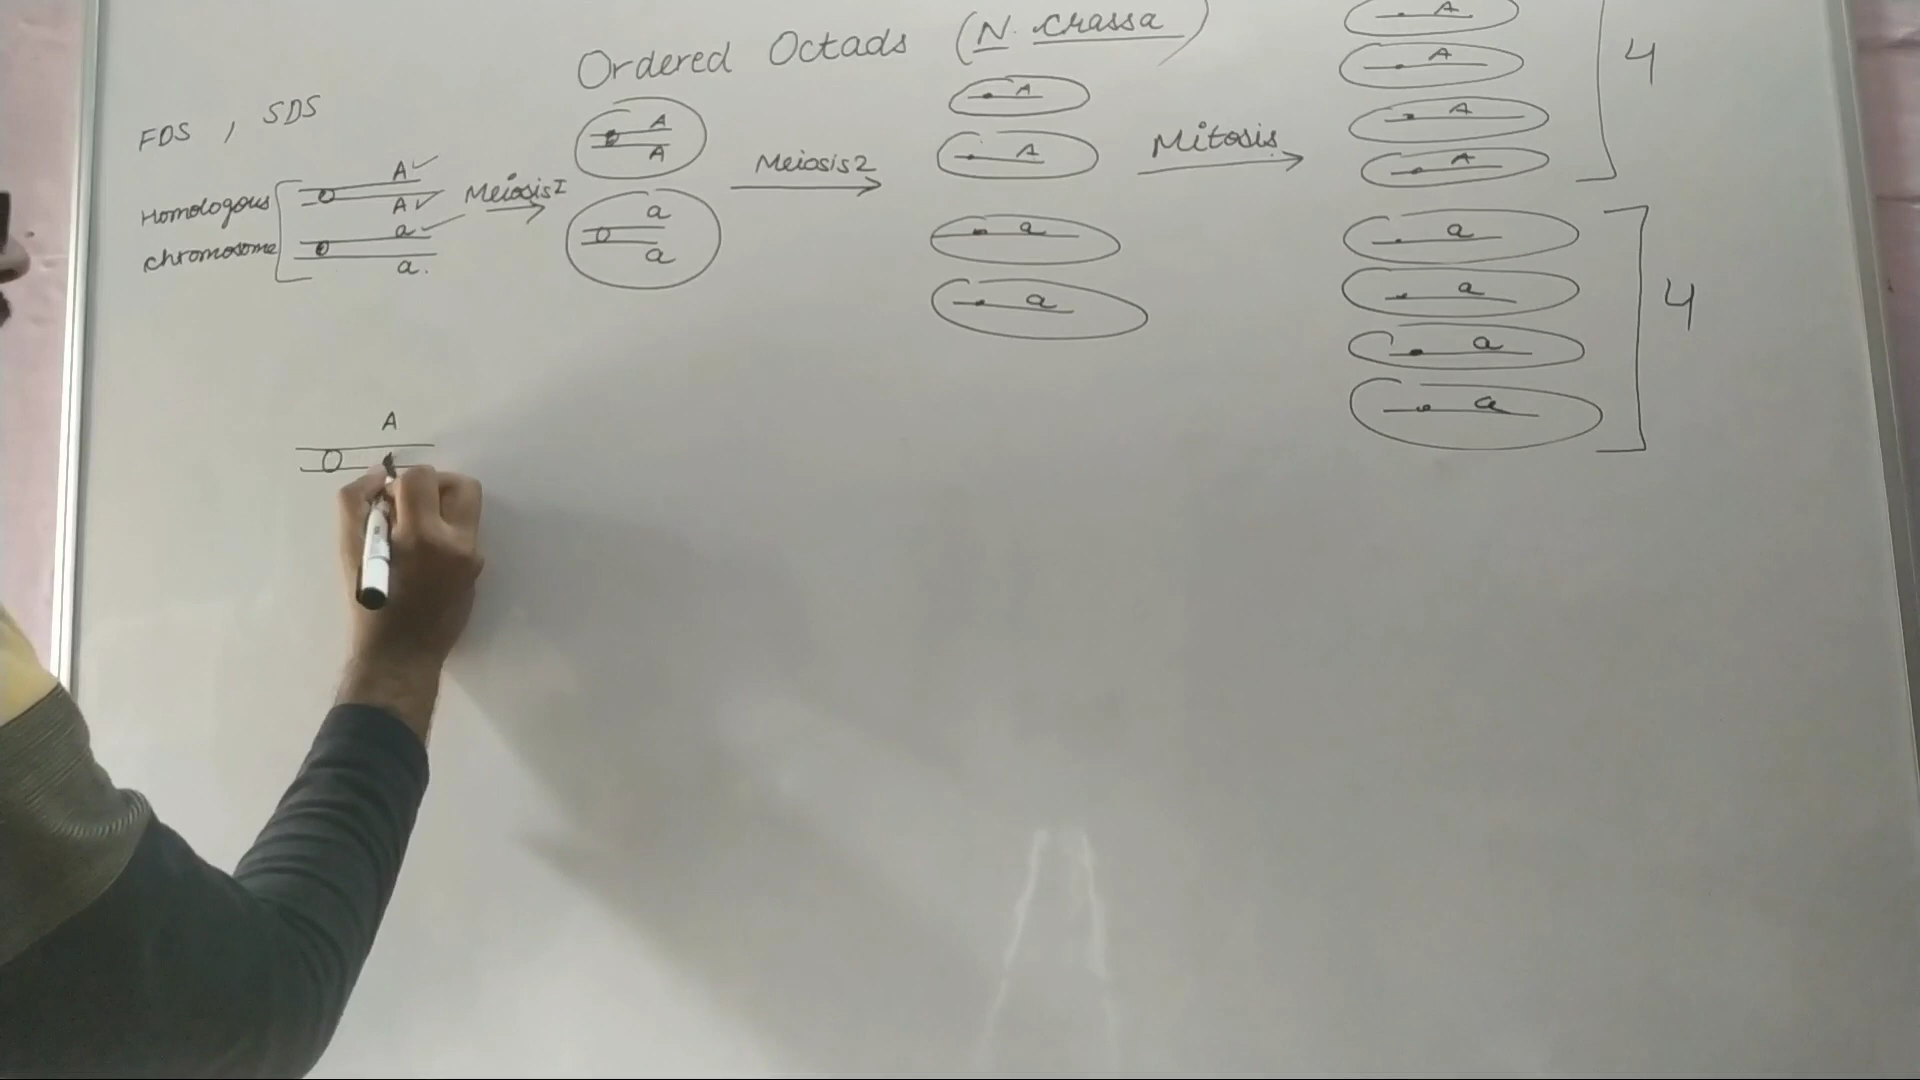 Ordered Octads (N. crassa)
FDS , SDS
Homologous
chromosome
A
A
a
a.
Meiosis I
A
A
a
a
Meiosis 2
A
A
a
a
Mitosis
A
A
A
A
4
a
a
a
a
4
A